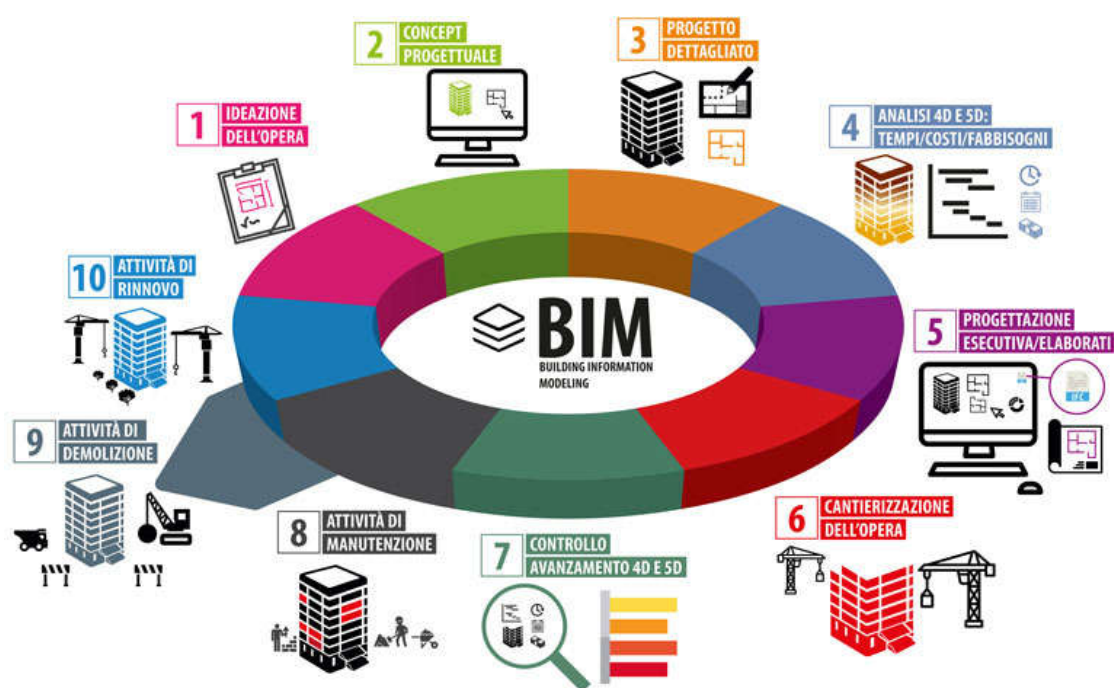 1
IDEAZIONE
DELL'OPERA
2
CONCEPT
PROGETTUALE
3
PROGETTO
DETTAGLIATO
4
ANALISI 4D E 5D:
TEMPI/COSTI/FABBISOGNI
5
PROGETTAZIONE
ESECUTIVA/ELABORATI
IFC
6
CANTIERIZZAZIONE
DELL'OPERA
7
CONTROLLO
AVANZAMENTO 4D E 5D
8
ATTIVITÀ DI
MANUTENZIONE
9
ATTIVITÀ DI
DEMOLIZIONE
10
ATTIVITÀ DI
RINNOVO
BIM
BUILDING INFORMATION
MODELING